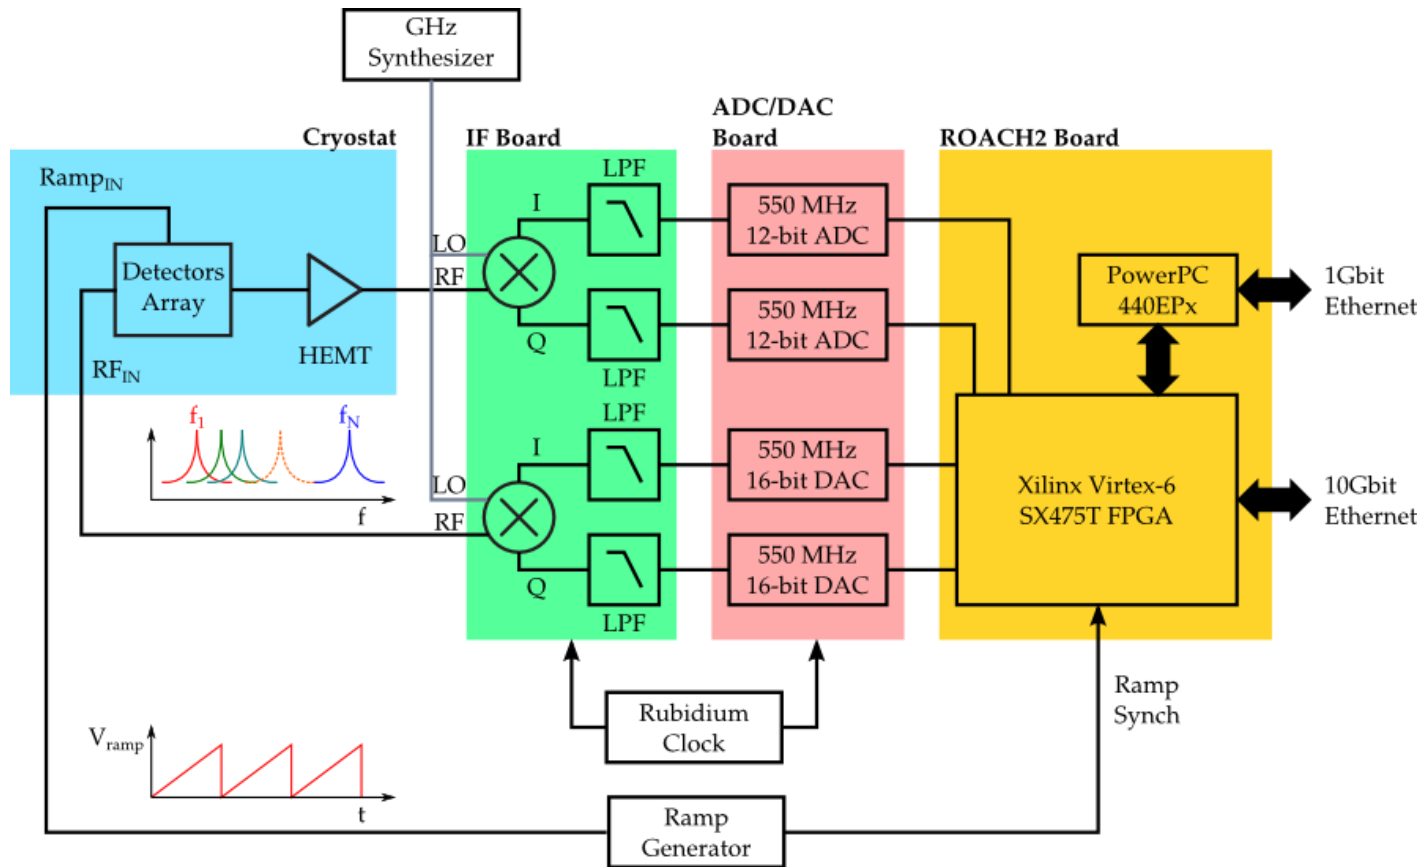 GHz
Synthesizer
Cryostat
IF Board
ADC/DAC
Board
ROACH2 Board
Ramp_IN
Detectors
Array
HEMT
RF_IN
LO
RF
I
Q
LPF
LPF
550 MHz
12-bit ADC
550 MHz
12-bit ADC
PowerPC
440EPx
1Gbit
Ethernet
f_1
f_N
f
LO
RF
I
Q
LPF
LPF
550 MHz
16-bit DAC
550 MHz
16-bit DAC
Xilinx Virtex-6
SX475T FPGA
10Gbit
Ethernet
Rubidium
Clock
Ramp
Synch
V_ramp
t
Ramp
Generator